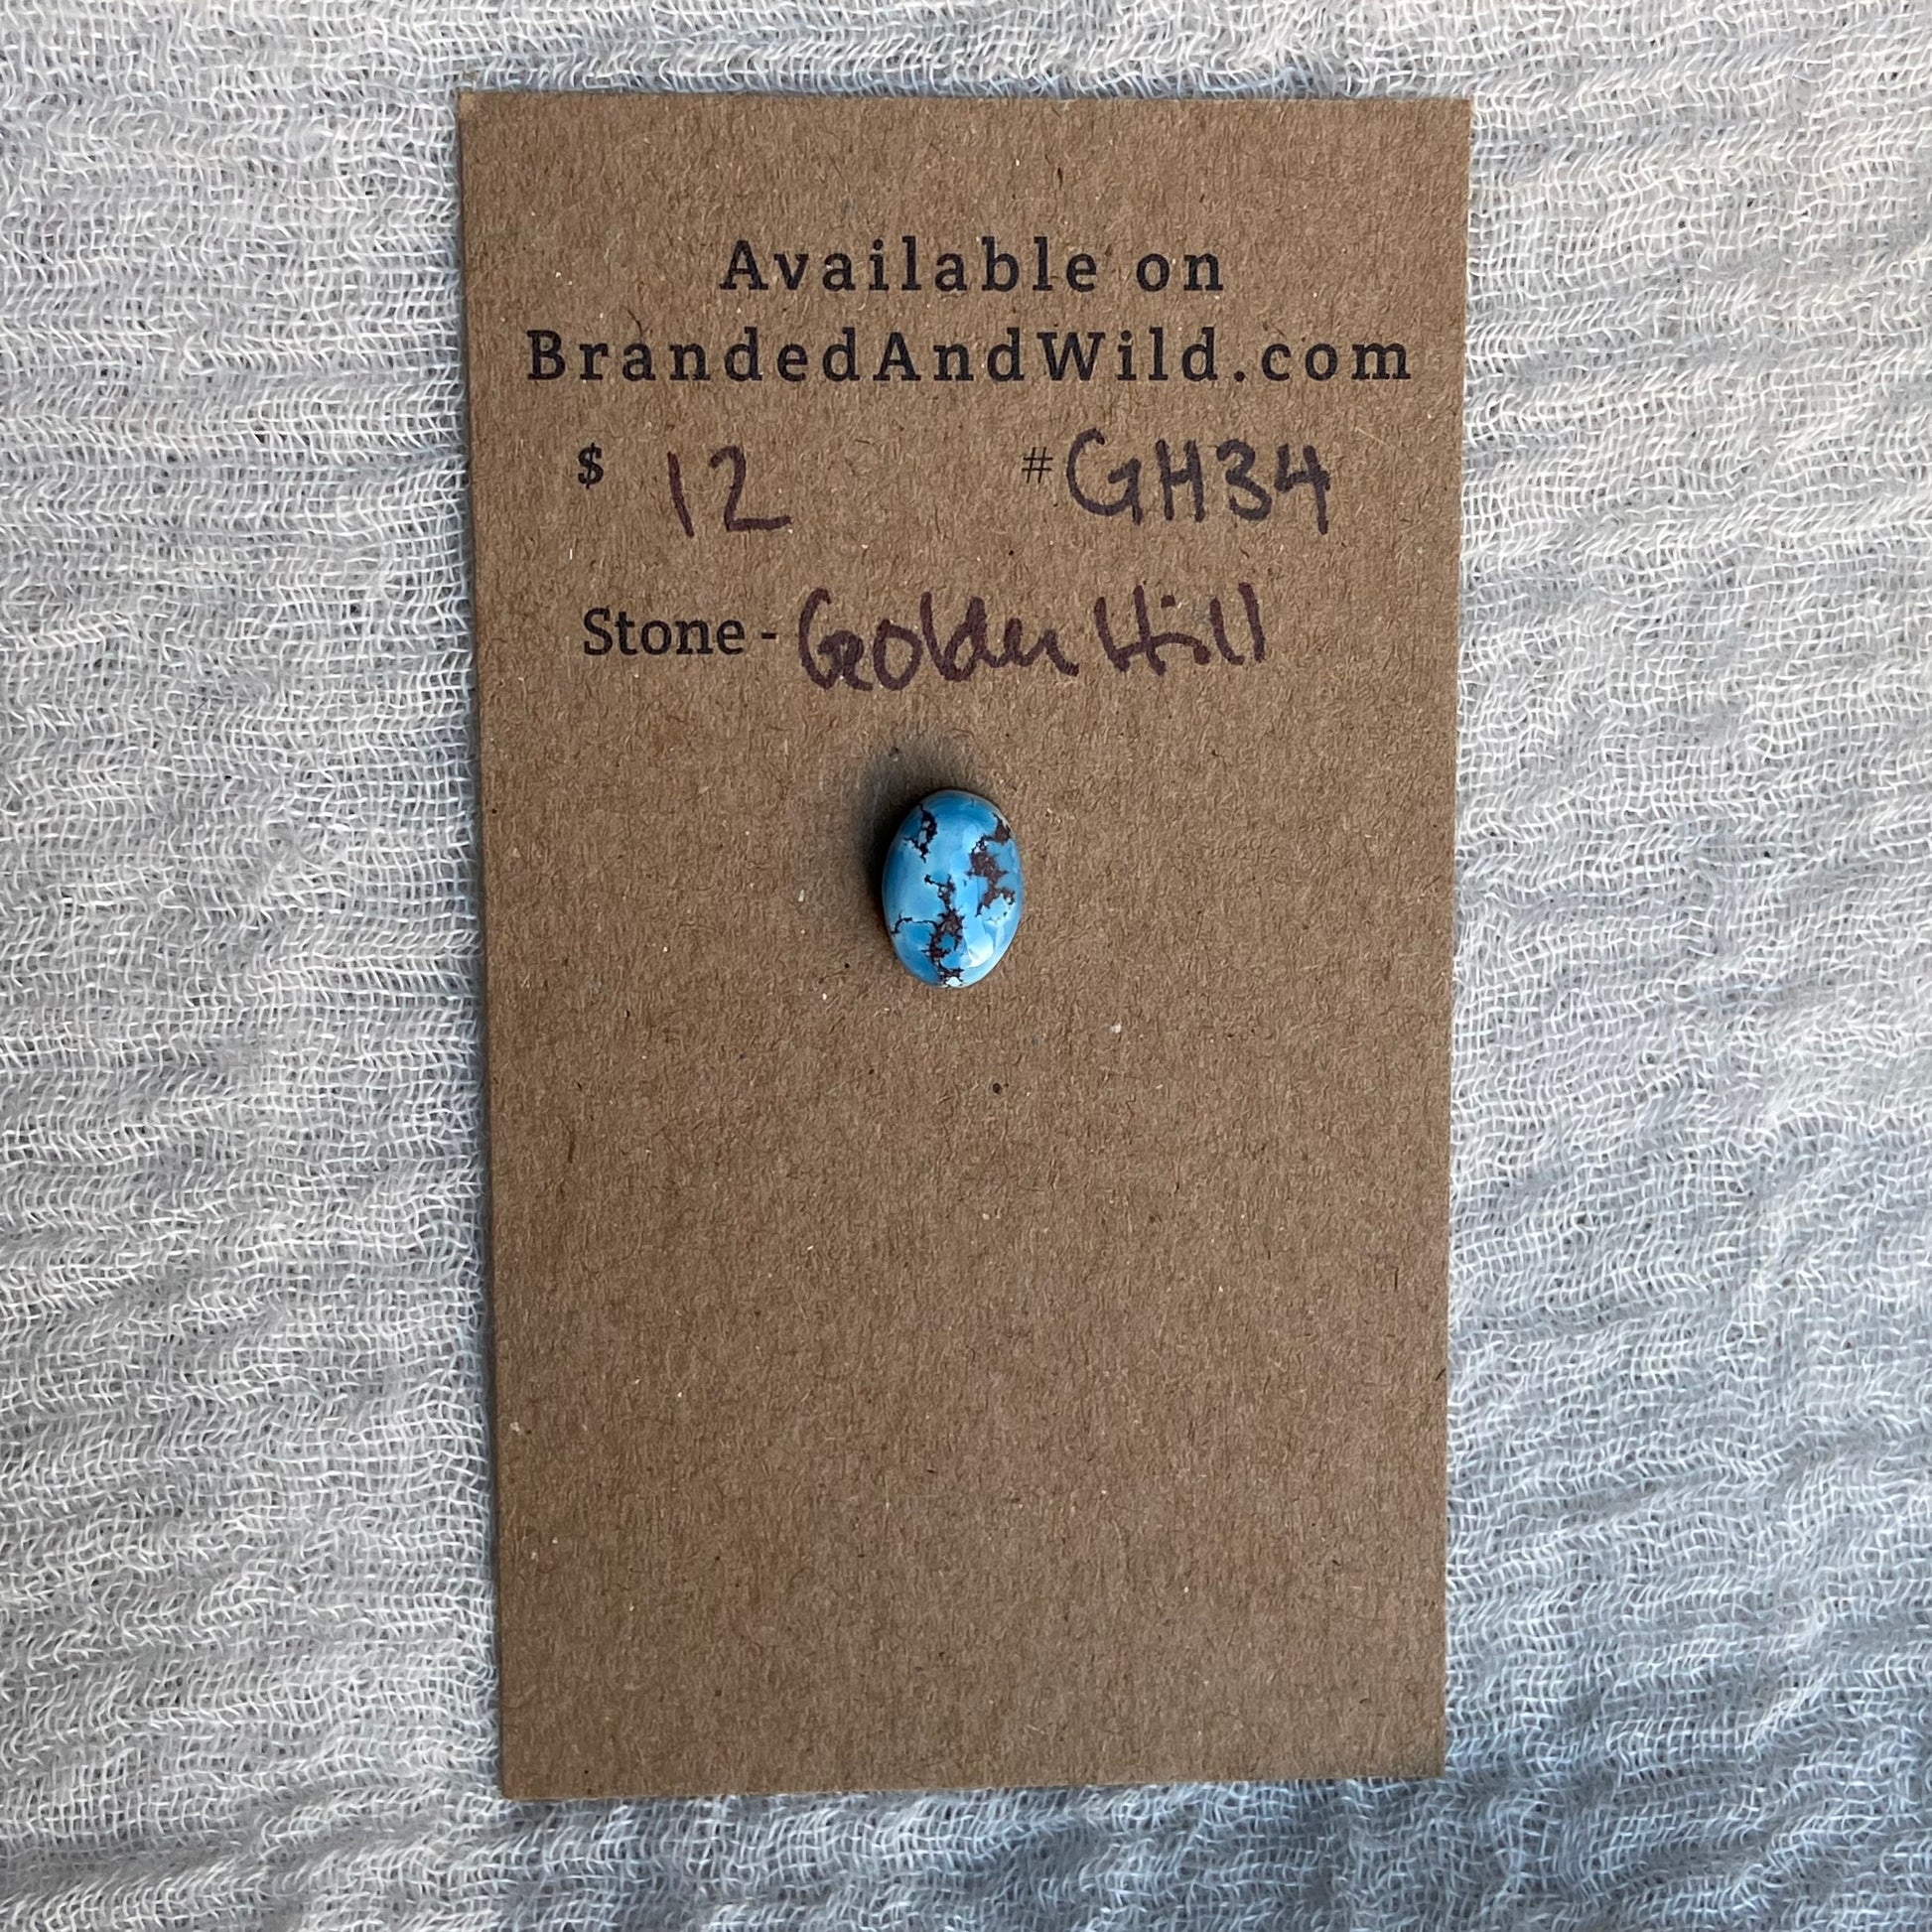 Available on
BrandedAndWild.com
$ 12 #GH34
Stone - Golden Hill